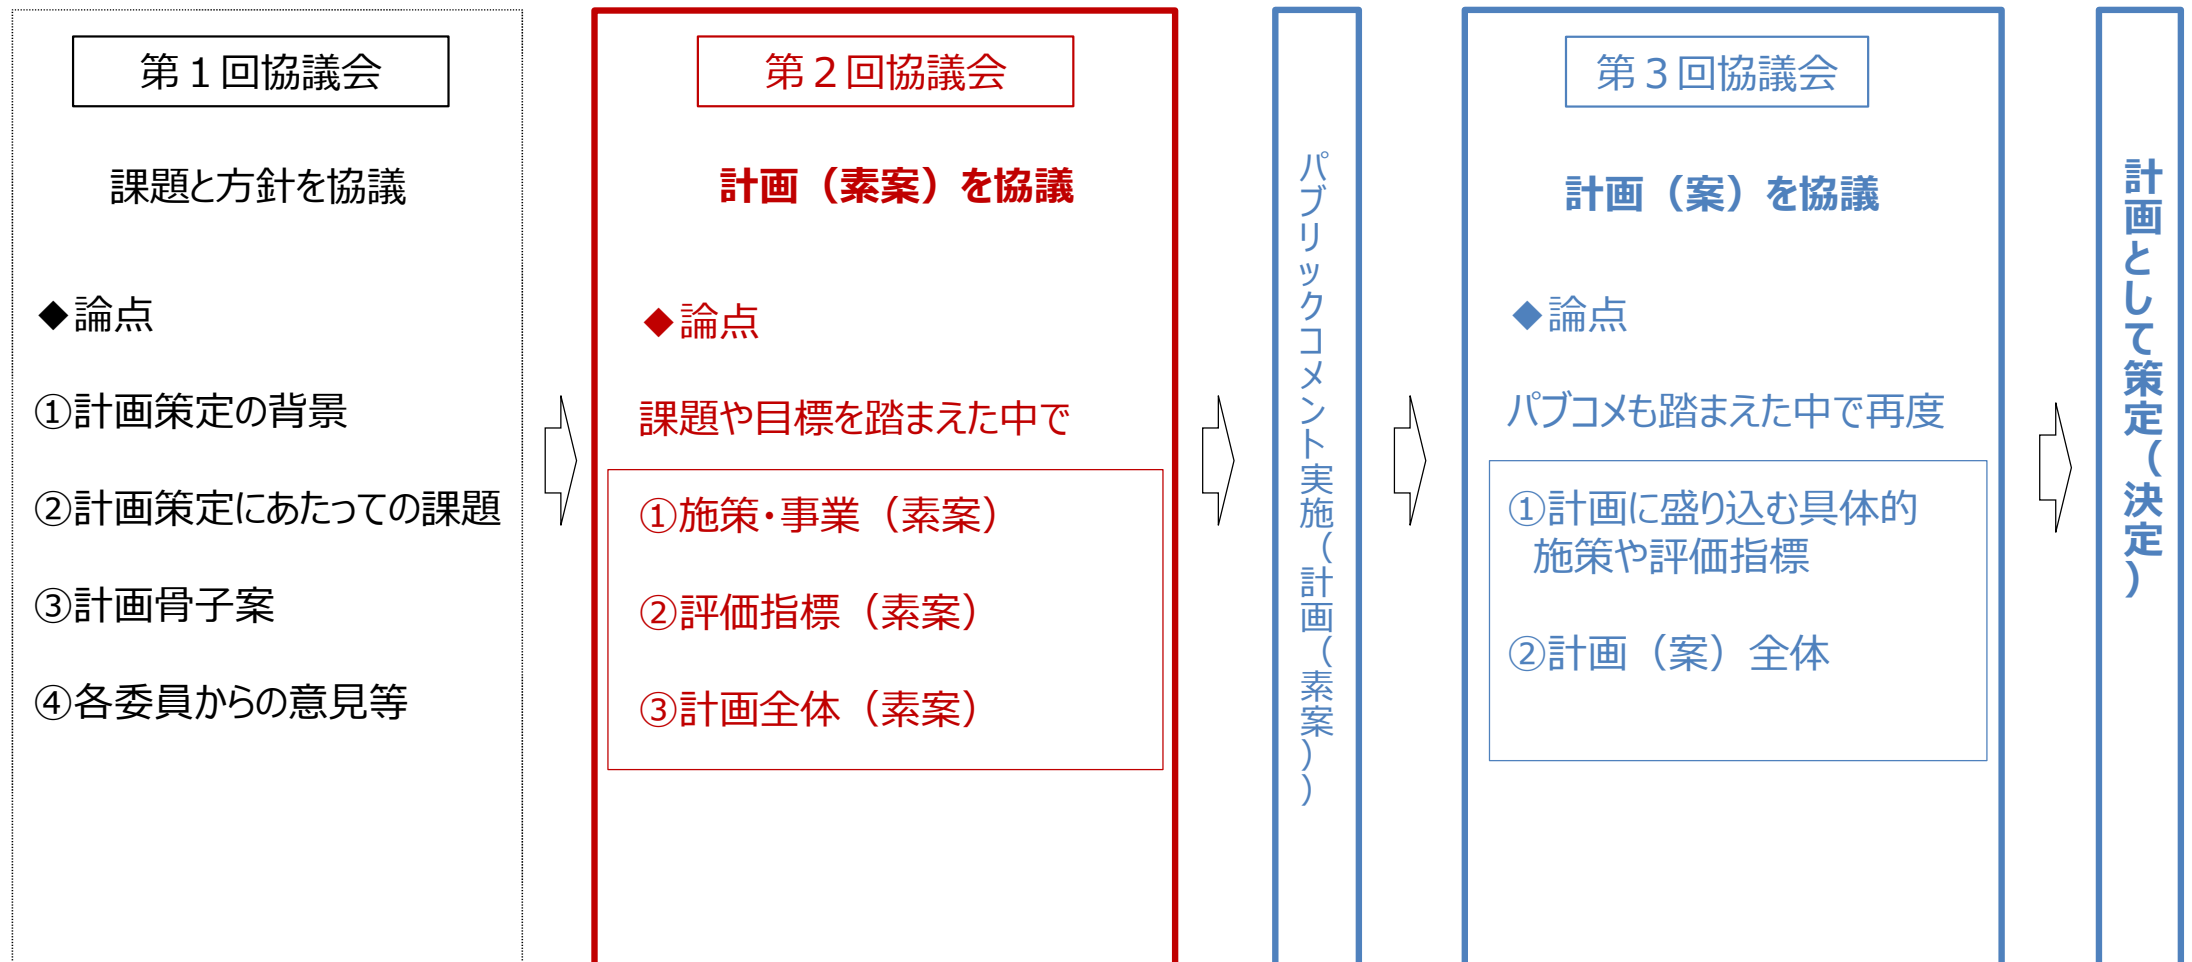 第１回協議会
課題と方針を協議
◆論点
①計画策定の背景
②計画策定にあたっての課題
③計画骨子案
④各委員からの意見等
第２回協議会
計画（素案）を協議
◆論点
課題や目標を踏まえた中で
①施策・事業（素案）
②評価指標（素案）
③計画全体（素案）
パブリックコメント実施（計画（素案））
第３回協議会
計画（案）を協議
◆論点
パブコメも踏まえた中で再度
①計画に盛り込む具体的
施策や評価指標
②計画（案）全体
計画として策定（決定）